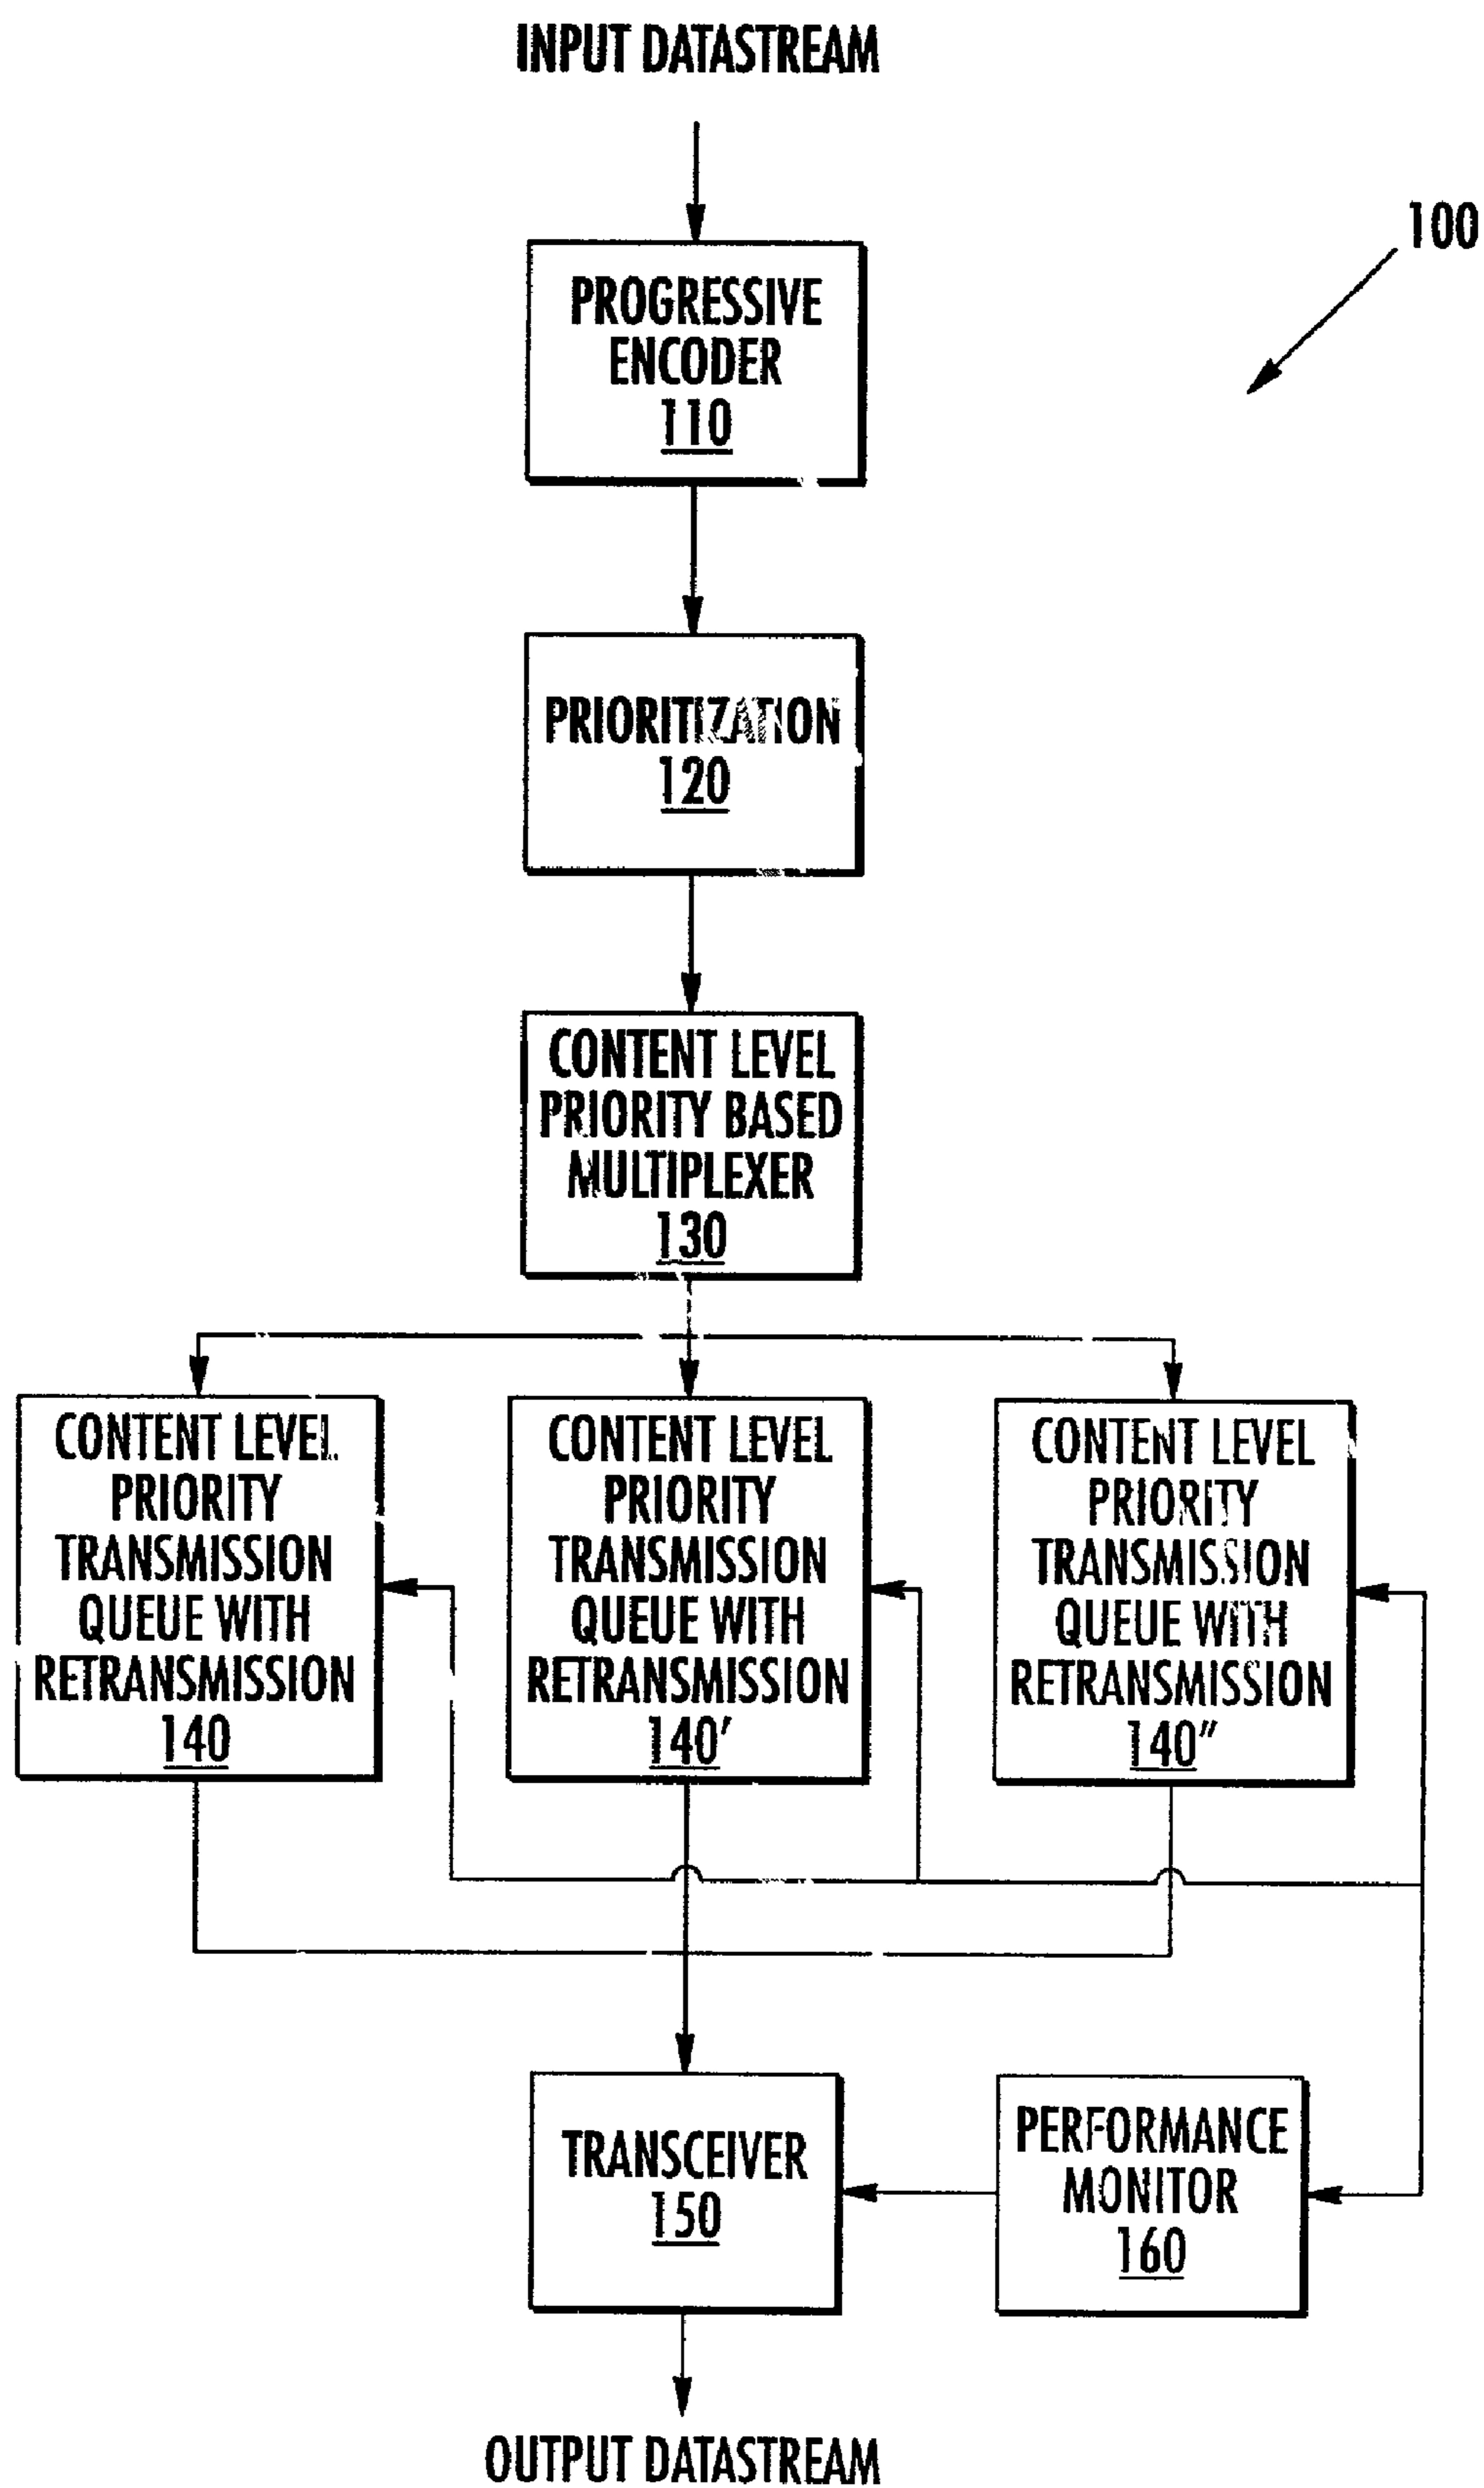 INPUT DATASTREAM
100
PROGRESSIVE
ENCODER
110
PRIORITIZATION
120
CONTENT LEVEL
PRIORITY BASED
MULTIPLEXER
130
CONTENT LEVEL
PRIORITY
TRANSMISSION
QUEUE WITH
RETRANSMISSION
140
CONTENT LEVEL
PRIORITY
TRANSMISSION
QUEUE WITH
RETRANSMISSION
140'
CONTENT LEVEL
PRIORITY
TRANSMISSION
QUEUE WITH
RETRANSMISSION
140"
TRANSCEIVER
150
PERFORMANCE
MONITOR
160
OUTPUT DATASTREAM